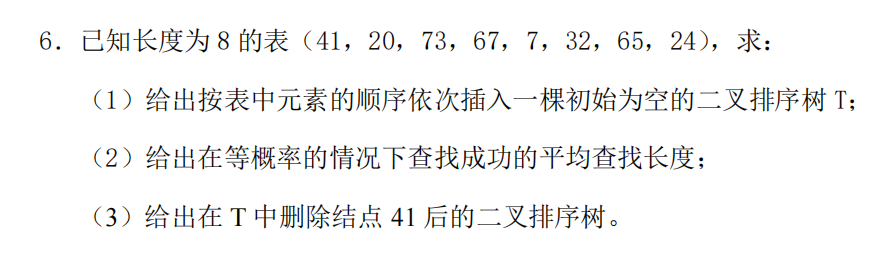 6. 已知长度为 8 的表（41，20，73，67，7，32，65，24），求：
（1）给出按表中元素的顺序依次插入一棵初始为空的二叉排序树 T；
（2）给出在等概率的情况下查找成功的平均查找长度；
（3）给出在 T 中删除结点 41 后的二叉排序树。